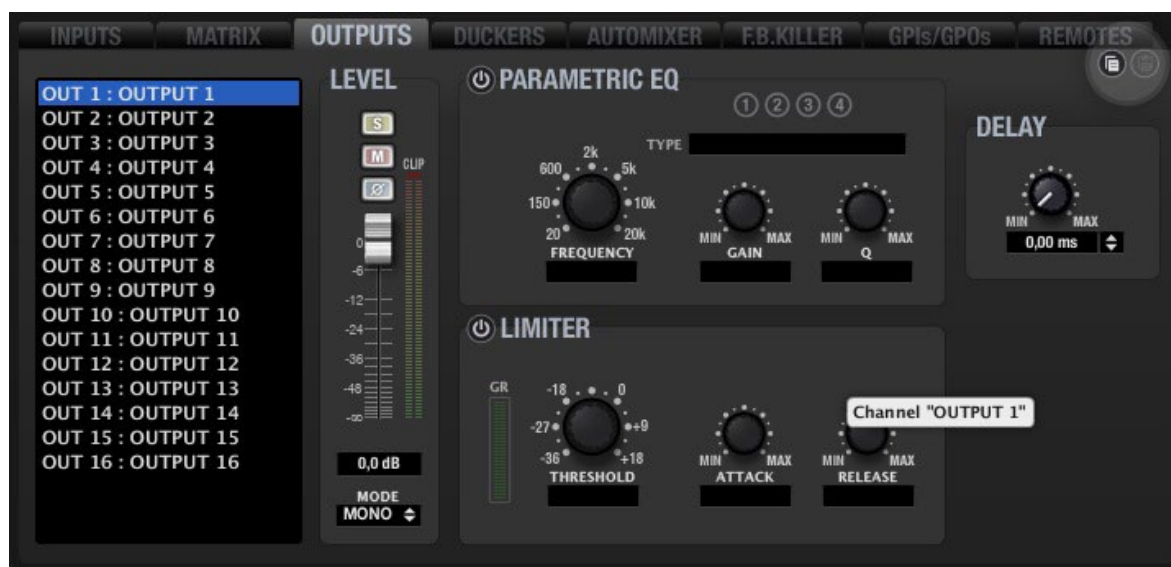 INPUTS MATRIX OUTPUTS DUCKERS AUTOMIXER F.B.KILLER GPIs/GPOs REMOTES
OUT 1 : OUTPUT 1
OUT 2 : OUTPUT 2
OUT 3 : OUTPUT 3
OUT 4 : OUTPUT 4
OUT 5 : OUTPUT 5
OUT 6 : OUTPUT 6
OUT 7 : OUTPUT 7
OUT 8 : OUTPUT 8
OUT 9 : OUTPUT 9
OUT 10 : OUTPUT 10
OUT 11 : OUTPUT 11
OUT 12 : OUTPUT 12
OUT 13 : OUTPUT 13
OUT 14 : OUTPUT 14
OUT 15 : OUTPUT 15
OUT 16 : OUTPUT 16
LEVEL
S
M
CLIP
Ø
0
-6
-12
-24
-36
-48
-∞
0,0 dB
MODE
MONO
PARAMETRIC EQ
1 2 3 4
TYPE
2k
600 5k
150 10k
20 20k
FREQUENCY
MIN MAX
GAIN
MIN MAX
Q
LIMITER
GR
-18 0
-27 +9
-36 +18
THRESHOLD
MIN MAX
ATTACK
Channel "OUTPUT 1"
MIN MAX
RELEASE
DELAY
MIN MAX
0,00 ms